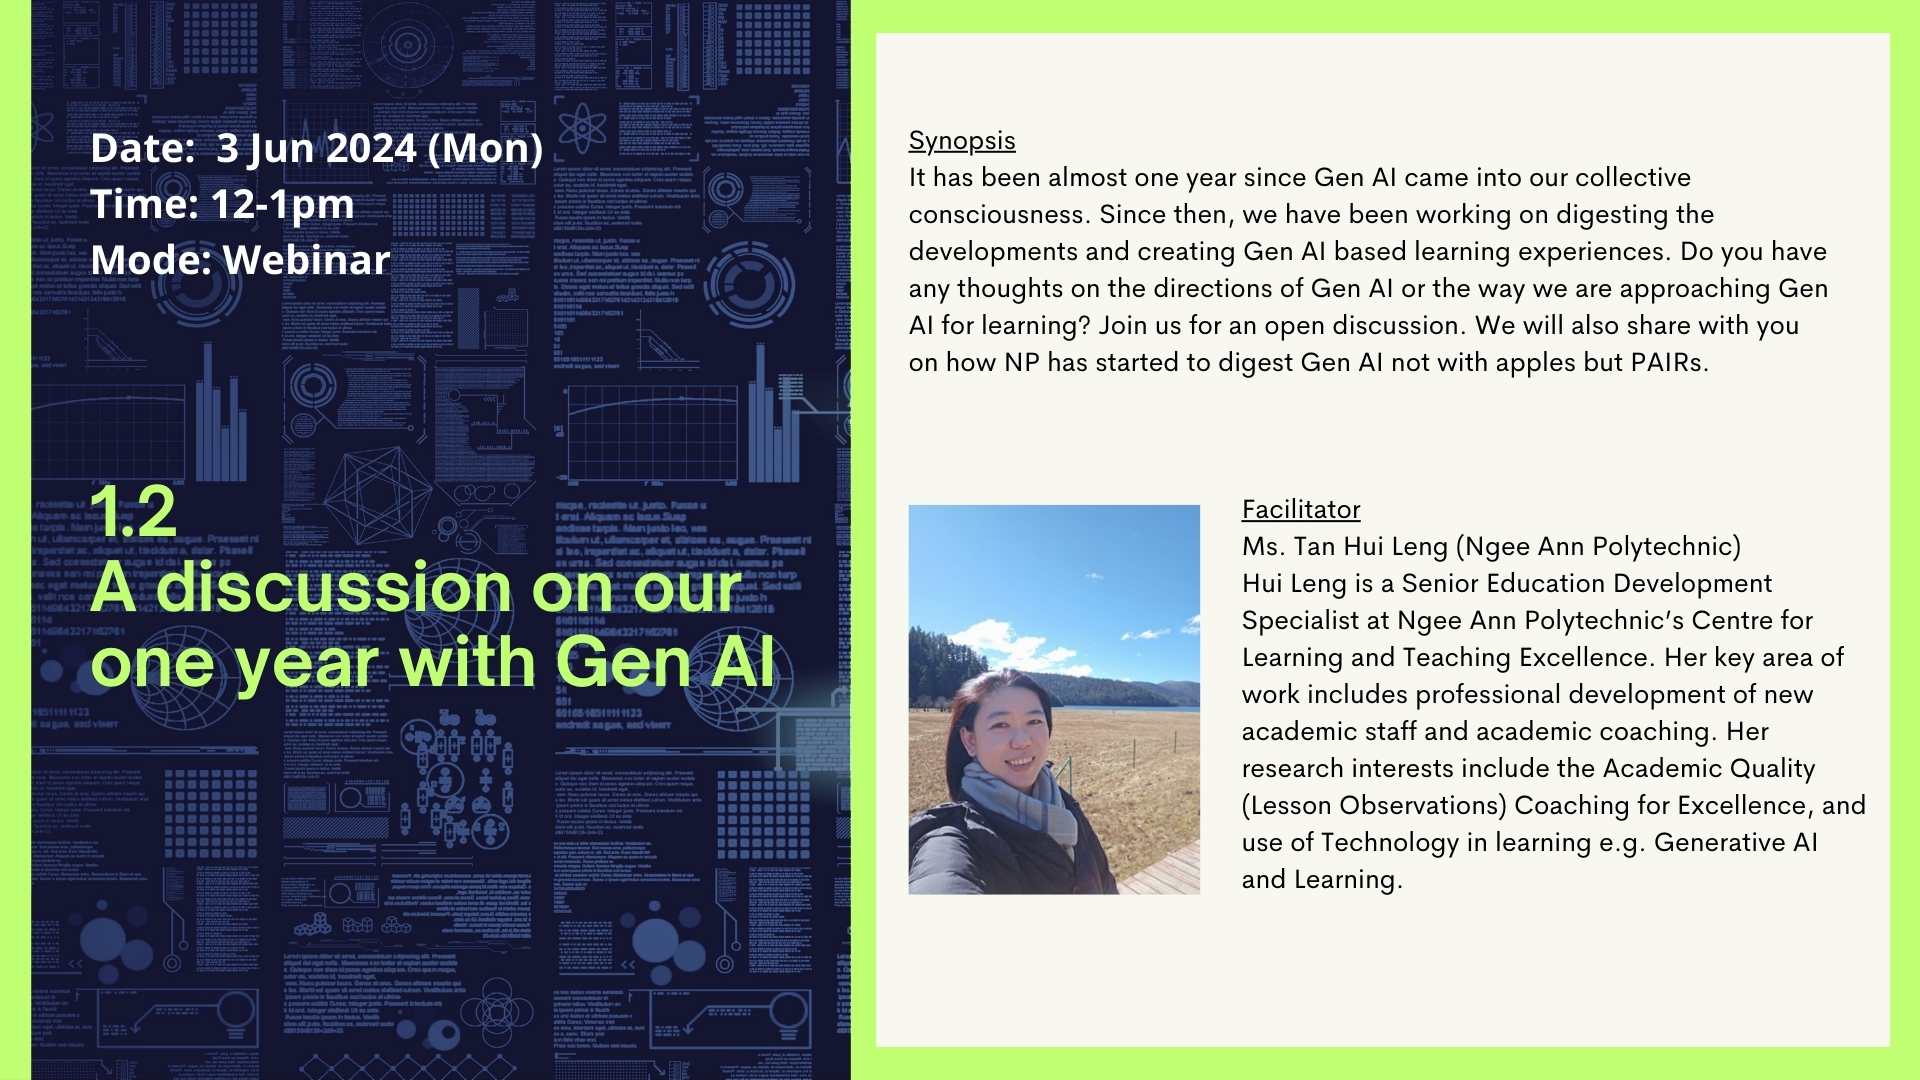 Date:  3 Jun 2024 (Mon)
Time: 12-1pm
Mode: Webinar
1.2
A discussion on our
one year with Gen AI
Synopsis
It has been almost one year since Gen AI came into our collective
consciousness. Since then, we have been working on digesting the
developments and creating Gen AI based learning experiences. Do you have
any thoughts on the directions of Gen AI or the way we are approaching Gen
AI for learning? Join us for an open discussion. We will also share with you
on how NP has started to digest Gen AI not with apples but PAIRs.
Facilitator
Ms. Tan Hui Leng (Ngee Ann Polytechnic)
Hui Leng is a Senior Education Development
Specialist at Ngee Ann Polytechnic’s Centre for
Learning and Teaching Excellence. Her key area of
work includes professional development of new
academic staff and academic coaching. Her
research interests include the Academic Quality
(Lesson Observations) Coaching for Excellence, and
use of Technology in learning e.g. Generative AI
and Learning.